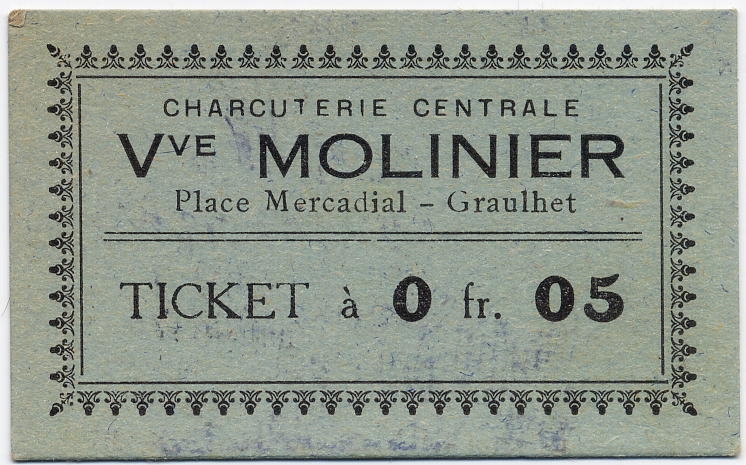 CHARCUTERIE CENTRALE
Vve MOLINIER
Place Mercadial – Graulhet
TICKET à 0 fr. 05